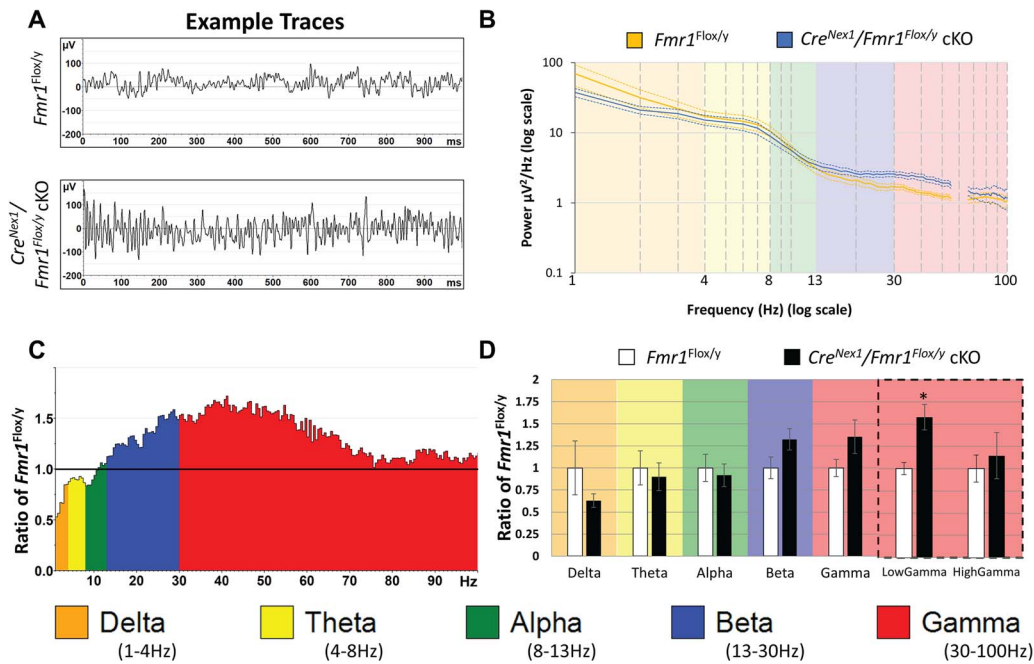 A
Example Traces
Fmr1Flox/y
µV
100
0
-200
0 100 200 300 400 500 600 700 800 900 ms
CreNex1/
Fmr1Flox/y cKO
µV
100
0
-100
-200
0 100 200 300 400 500 600 700 800 900 ms
B
Fmr1Flox/y
CreNex1/Fmr1Flox/y cKO
Power µV2/Hz (log scale)
100
10
1
0.1
1 4 8 13 30 100
Frequency (Hz) (log scale)
C
Ratio of Fmr1Flox/y
1.5
1.0
0.5
0.0
10 20 30 40 50 60 70 80 90 Hz
D
Fmr1Flox/y
CreNex1/Fmr1Flox/y cKO
Ratio of Fmr1Flox/y
2
1.75
1.5
1.25
1
0.75
0.5
0.25
0
*
Delta Theta Alpha Beta Gamma LowGamma HighGamma
Delta Theta Alpha Beta Gamma
(1-4Hz) (4-8Hz) (8-13Hz) (13-30Hz) (30-100Hz)